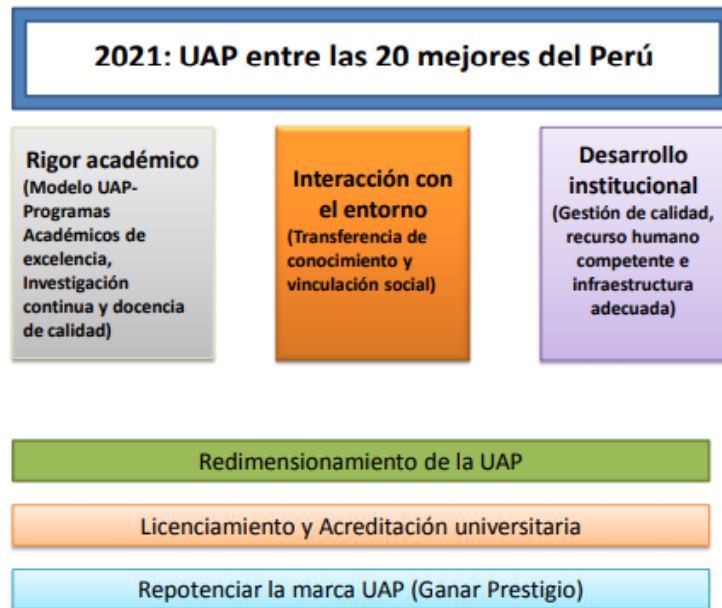 2021: UAP entre las 20 mejores del Perú
Rigor académico
(Modelo UAP-
Programas
Académicos de
excelencia,
Investigación
continua y docencia
de calidad)
Interacción con
el entorno
(Transferencia de
conocimiento y
vinculación social)
Desarrollo
institucional
(Gestión de calidad,
recurso humano
competente e
infraestructura
adecuada)
Redimensionamiento de la UAP
Licenciamiento y Acreditación universitaria
Repotenciar la marca UAP (Ganar Prestigio)